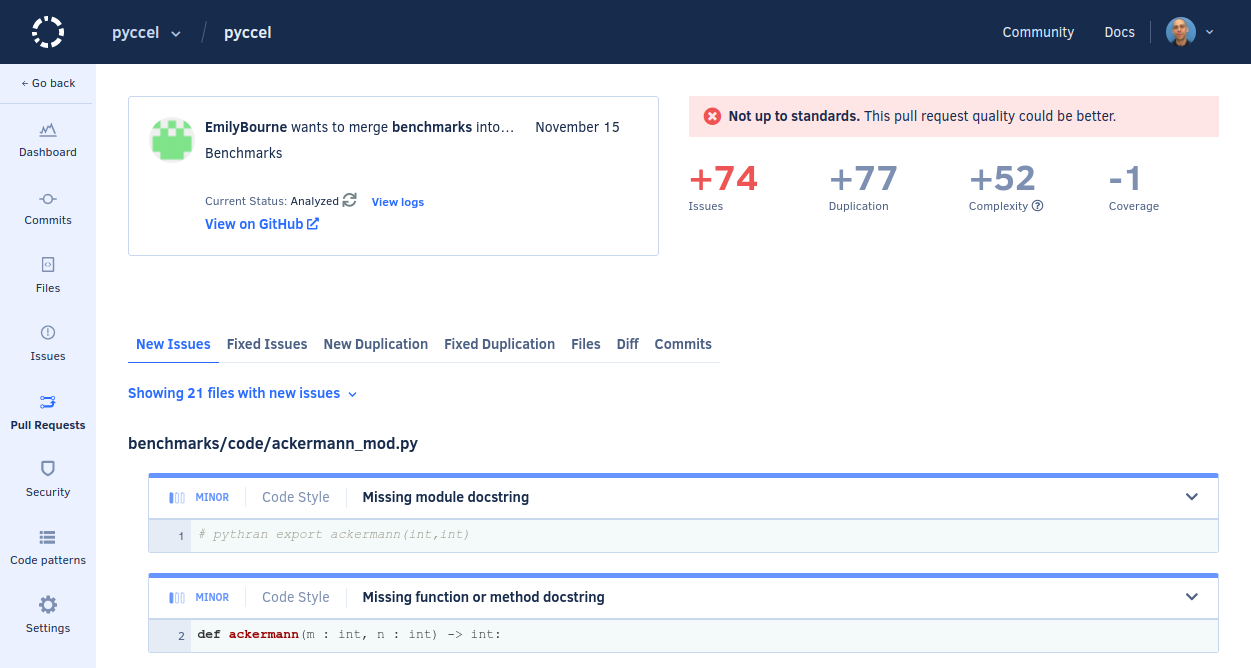 pyccel
pyccel
Community
Docs
← Go back
Dashboard
Commits
Files
Issues
Pull Requests
Security
Code patterns
Settings
EmilyBourne wants to merge benchmarks into…
November 15
Benchmarks
Current Status: Analyzed
View logs
View on GitHub
Not up to standards. This pull request quality could be better.
+74
Issues
+77
Duplication
+52
Complexity
-1
Coverage
New Issues
Fixed Issues
New Duplication
Fixed Duplication
Files
Diff
Commits
Showing 21 files with new issues
benchmarks/code/ackermann_mod.py
MINOR
Code Style
Missing module docstring
1 # pythran export ackermann(int,int)
MINOR
Code Style
Missing function or method docstring
2 def ackermann(m : int, n : int) -> int: